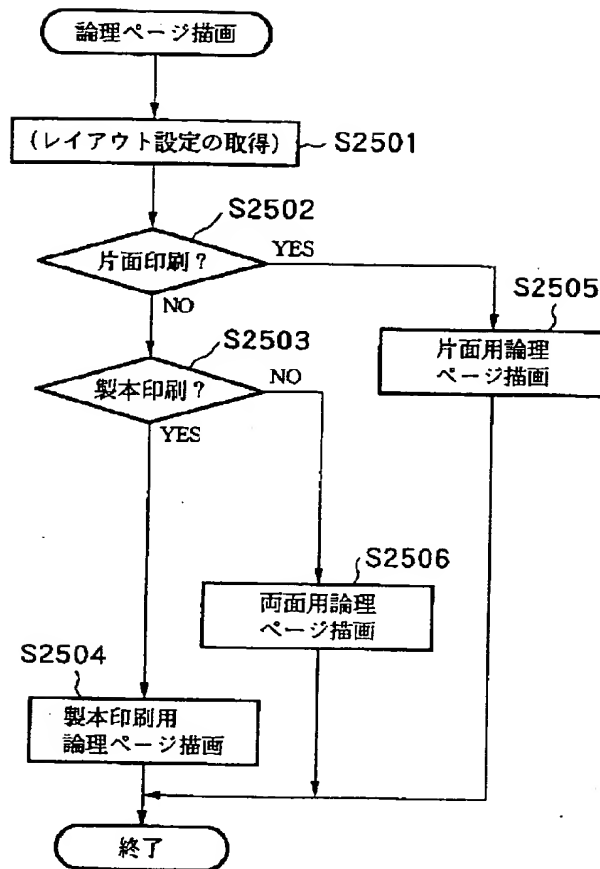 論理ページ描画
(レイアウト設定の取得)
S2501
S2502
片面印刷?
YES
NO
S2505
片面用論理
ページ描画
S2503
製本印刷?
NO
YES
S2506
両面用論理
ページ描画
S2504
製本印刷用
論理ページ描画
終了